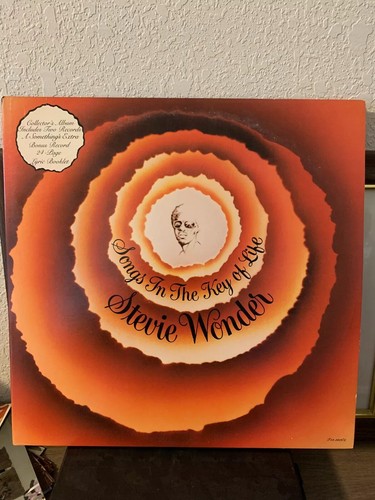 Collector's Album
Includes Two Records
A Something's Extra
Bonus Record
24-Page
Lyric Booklet
Songs In The Key of Life
Stevie Wonder